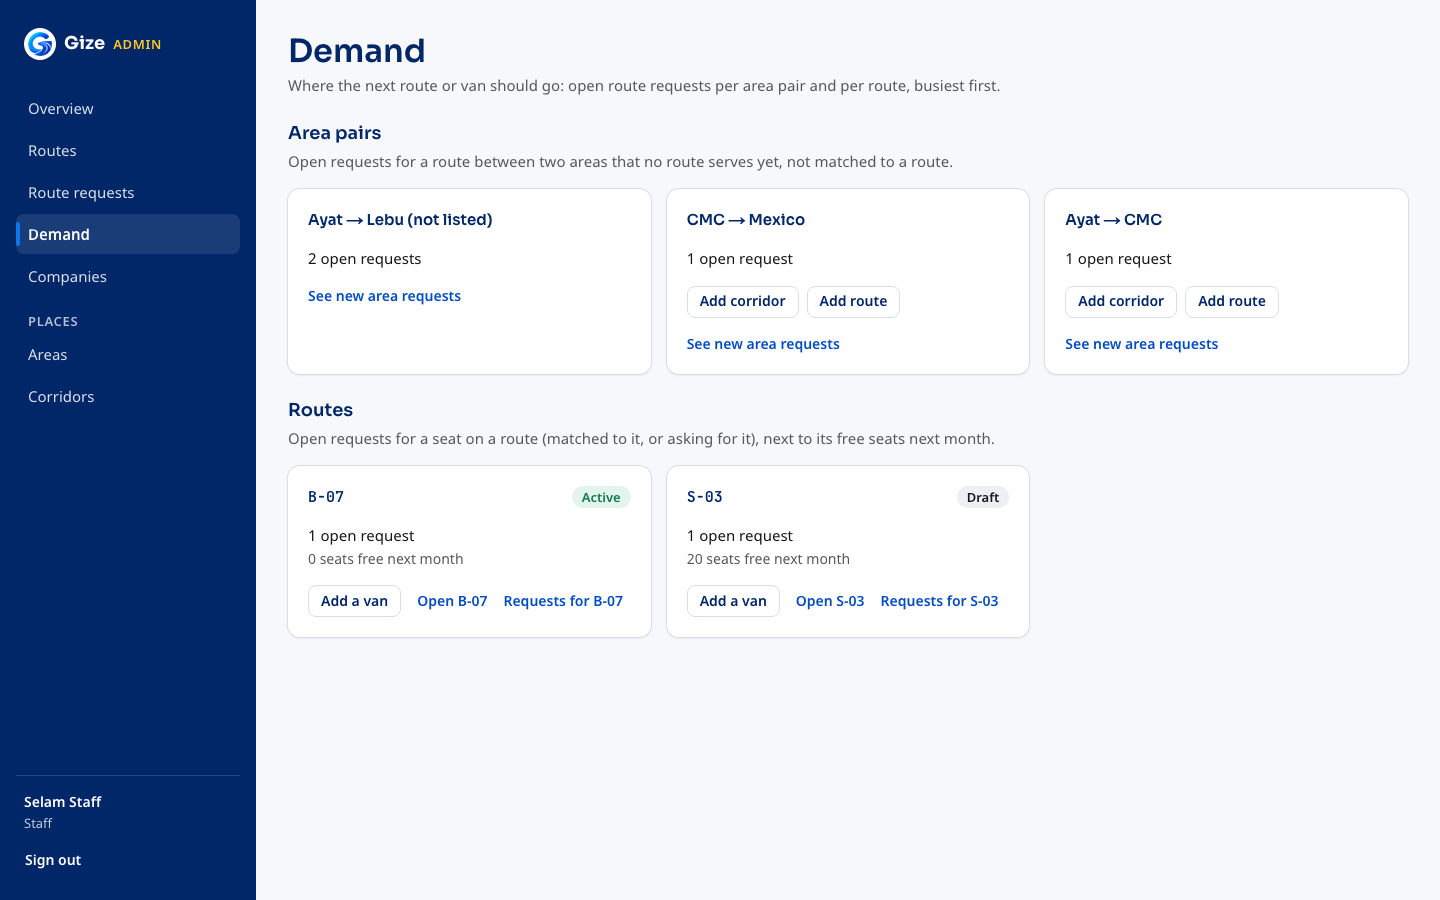 Gize ADMIN
Overview
Routes
Route requests
Demand
Companies
PLACES
Areas
Corridors
Selam Staff
Staff
Sign out
Demand
Where the next route or van should go: open route requests per area pair and per route, busiest first.
Area pairs
Open requests for a route between two areas that no route serves yet, not matched to a route.
Ayat → Lebu (not listed)
2 open requests
See new area requests
CMC → Mexico
1 open request
Add corridor Add route
See new area requests
Ayat → CMC
1 open request
Add corridor Add route
See new area requests
Routes
Open requests for a seat on a route (matched to it, or asking for it), next to its free seats next month.
B-07 Active
1 open request
0 seats free next month
Add a van Open B-07 Requests for B-07
S-03 Draft
1 open request
20 seats free next month
Add a van Open S-03 Requests for S-03